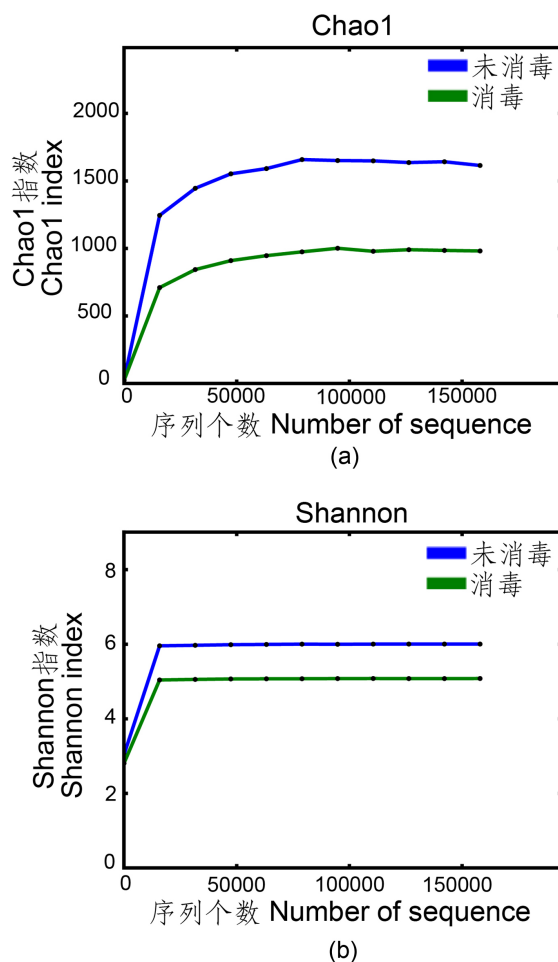 Chao1
未消毒
消毒
2000
1500
1000
500
0
Chao1指数
Chao1 index
0 50000 100000 150000
序列个数 Number of sequence
(a)
Shannon
未消毒
消毒
8
6
4
2
0
Shannon指数
Shannon index
0 50000 100000 150000
序列个数 Number of sequence
(b)